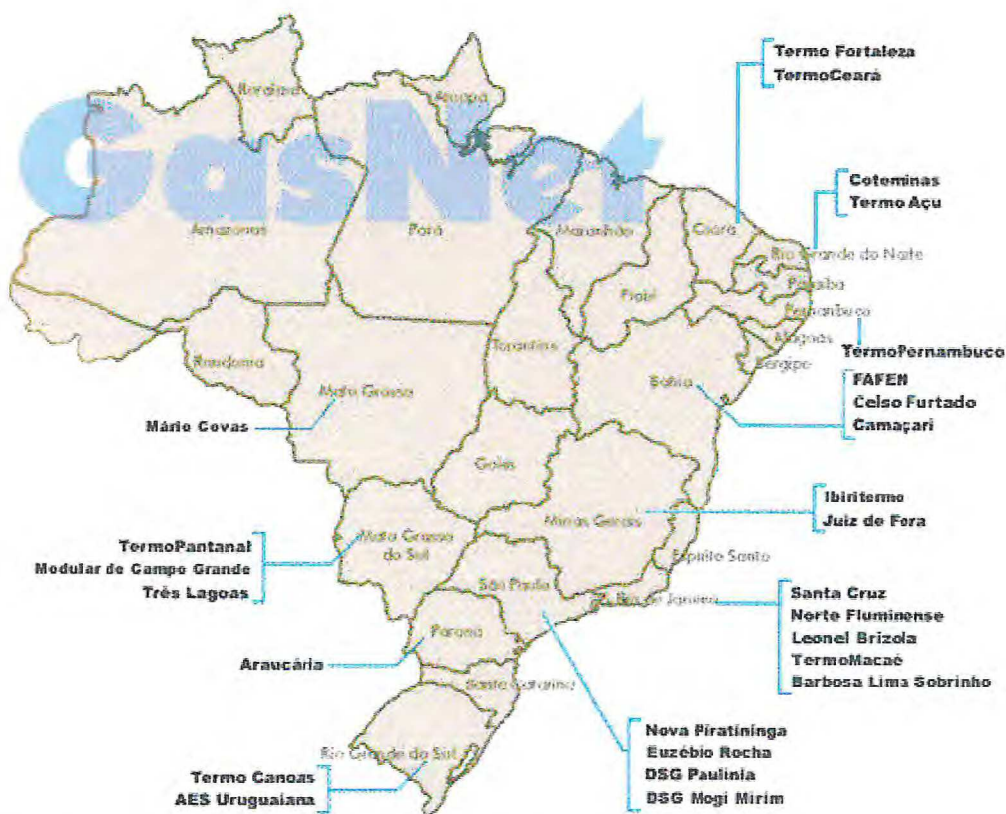 GasNet
Termo Fortaleza
TermoCeará
Coteminas
Termo Açu
Roraima
Amapá
Amazonas
Pará
Maranhão
Ceará
Rio Grande do Norte
Paraíba
Piauí
Pernambuco
Alagoas
Sergipe
TermoPernambuco
Tocantins
Rondonia
Mato Grosso
Bahia
FAFEN
Celso Furtado
Camaçari
Mário Covas
Goiás
Minas Gerais
Ibiritermo
Juiz de Fora
TermoPantanal
Modular de Campo Grande
Três Lagoas
Mato Grosso
do Sul
Espirito Santo
São Paulo
Rio de Janeiro
Santa Cruz
Norte Fluminense
Leonel Brizola
TermoMacaé
Barbosa Lima Sobrinho
Paraná
Araucária
Santa Catarina
Nova Piratininga
Euzébio Rocha
DSG Paulinia
DSG Mogi Mirim
Rio Grande do Sul
Termo Canoas
AES Uruguaiana